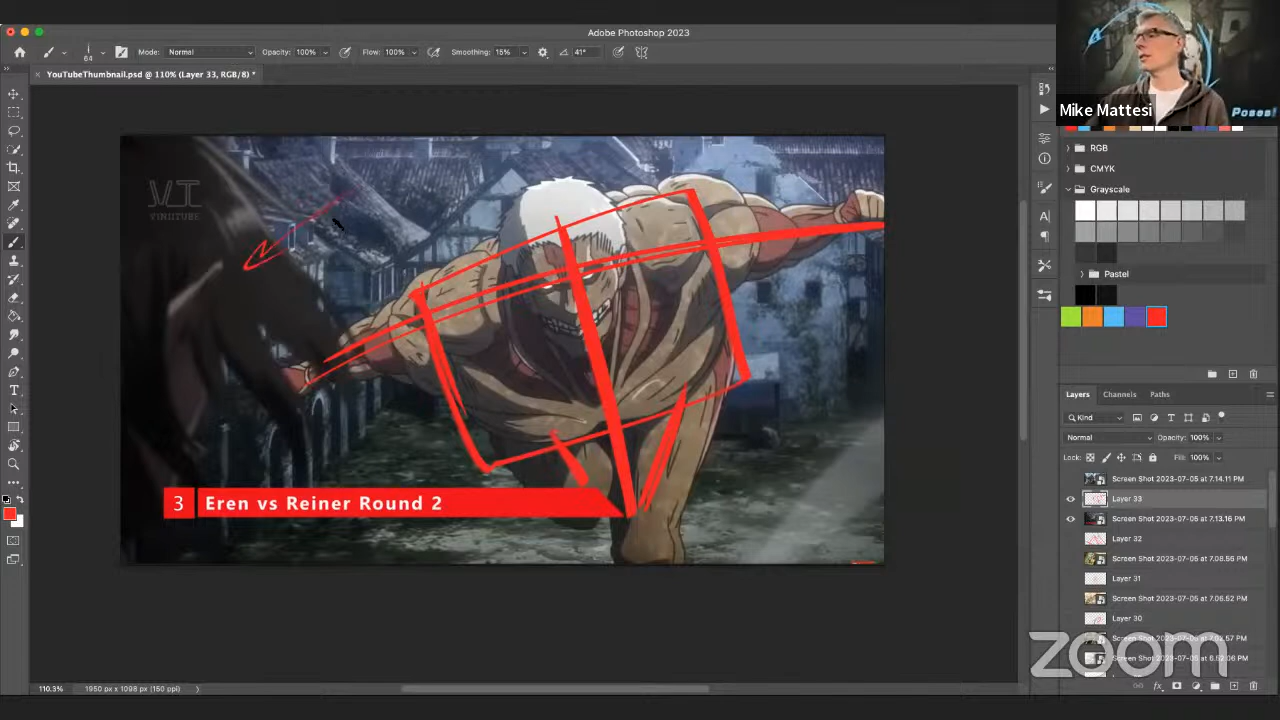 Adobe Photoshop 2023
64
Mode: Normal
Opacity: 100%
Flow: 100%
Smoothing: 15%
41°
YouTubeThumbnail.psd @ 110% (Layer 33, RGB/8) *
Mike Mattesi
Poses!
RGB
CMYK
Grayscale
Pastel
VINIITUBE
3 Eren vs Reiner Round 2
Layers Channels Paths
Kind
Normal Opacity: 100%
Lock: Fill: 100%
Screen Shot 2023-07-05 at 7.14.11 PM
Layer 33
Screen Shot 2023-07-05 at 7.13.16 PM
Layer 32
Screen Shot 2023-07-05 at 7.08.56 PM
Layer 31
Screen Shot 2023-07-05 at 7.06.52 PM
Layer 30
zoom
110.3% 1950 px x 1098 px (150 ppi)